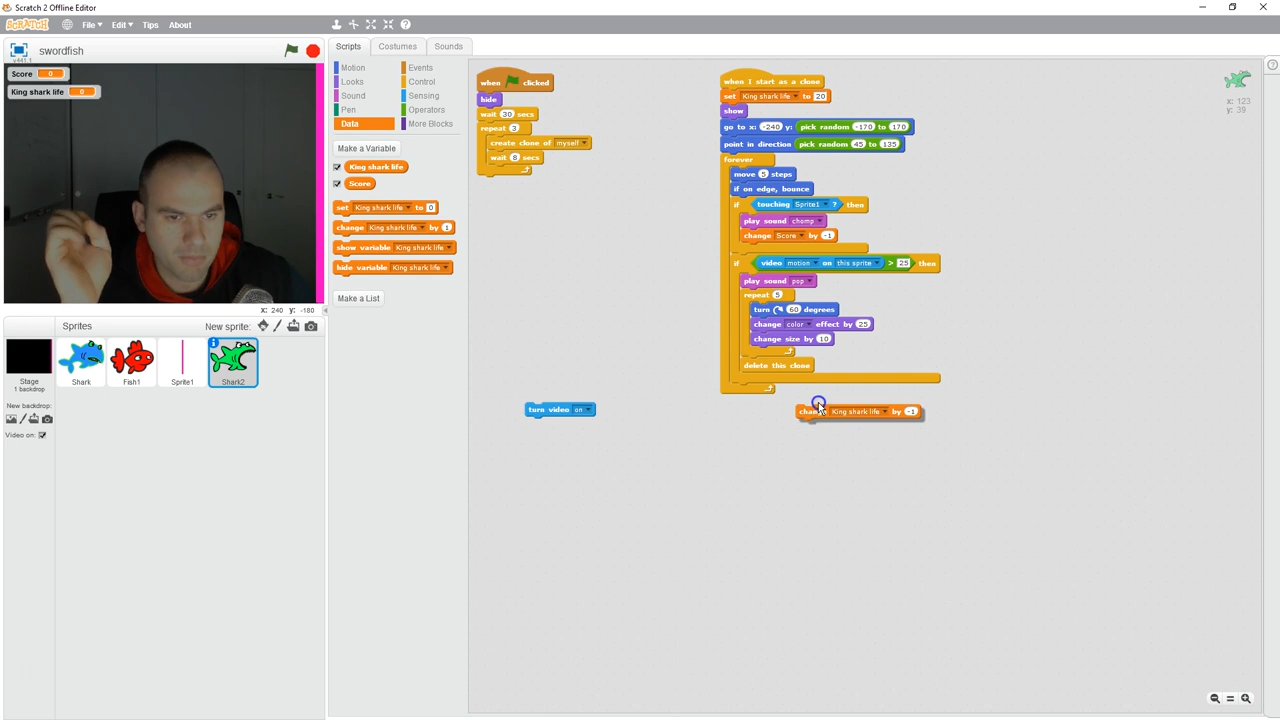 Scratch 2 Offline Editor
SCRATCH File Edit Tips About
swordfish
v441.1
Score 0
King shark life 0
X: 240 y: -180
Sprites New sprite:
Stage
1 backdrop
Shark
Fish1
Sprite1
Shark2
New backdrop:
Video on:
Scripts Costumes Sounds
Motion Events
Looks Control
Sound Sensing
Pen Operators
Data More Blocks
Make a Variable
King shark life
Score
set King shark life to 0
change King shark life by 1
show variable King shark life
hide variable King shark life
Make a List
when clicked
hide
wait 30 secs
repeat 3
create clone of myself
wait 8 secs
turn video on
when I start as a clone
set King shark life to 20
show
go to x: -240 y: pick random -170 to 170
point in direction pick random 45 to 135
forever
move 5 steps
if on edge, bounce
if touching Sprite1 ? then
play sound chomp
change Score by -1
if video motion on this sprite > 25 then
play sound pop
repeat 5
turn 60 degrees
change color effect by 25
change size by 10
delete this clone
change King shark life by -1
x: 123
y: 39